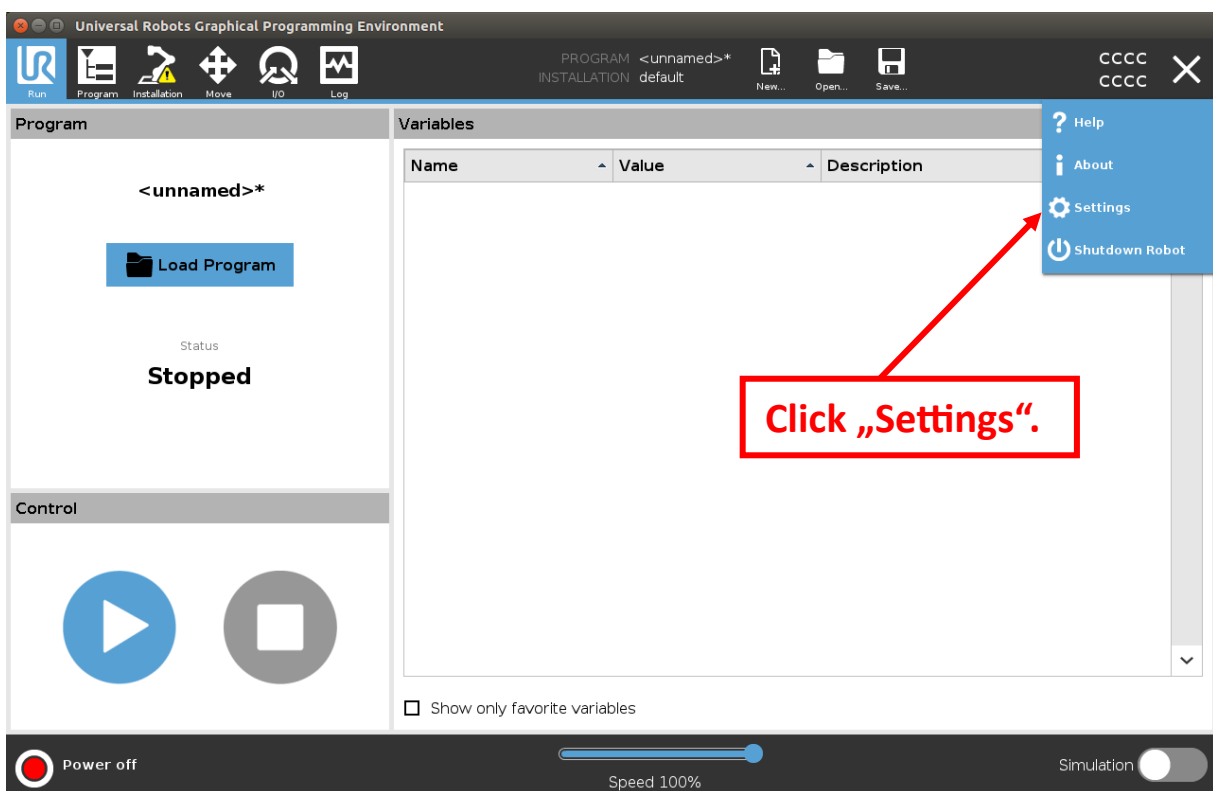 Universal Robots Graphical Programming Environment
UR
Run
Program
Installation
Move
I/O
Log
PROGRAM <unnamed>*
INSTALLATION default
New...
Open...
Save...
CCCC
CCCC
Program
Variables
? Help
i About
Settings
Shutdown Robot
Name
Value
Description
<unnamed>*
Load Program
Status
Stopped
Click „Settings“.
Control
Show only favorite variables
Power off
Speed 100%
Simulation